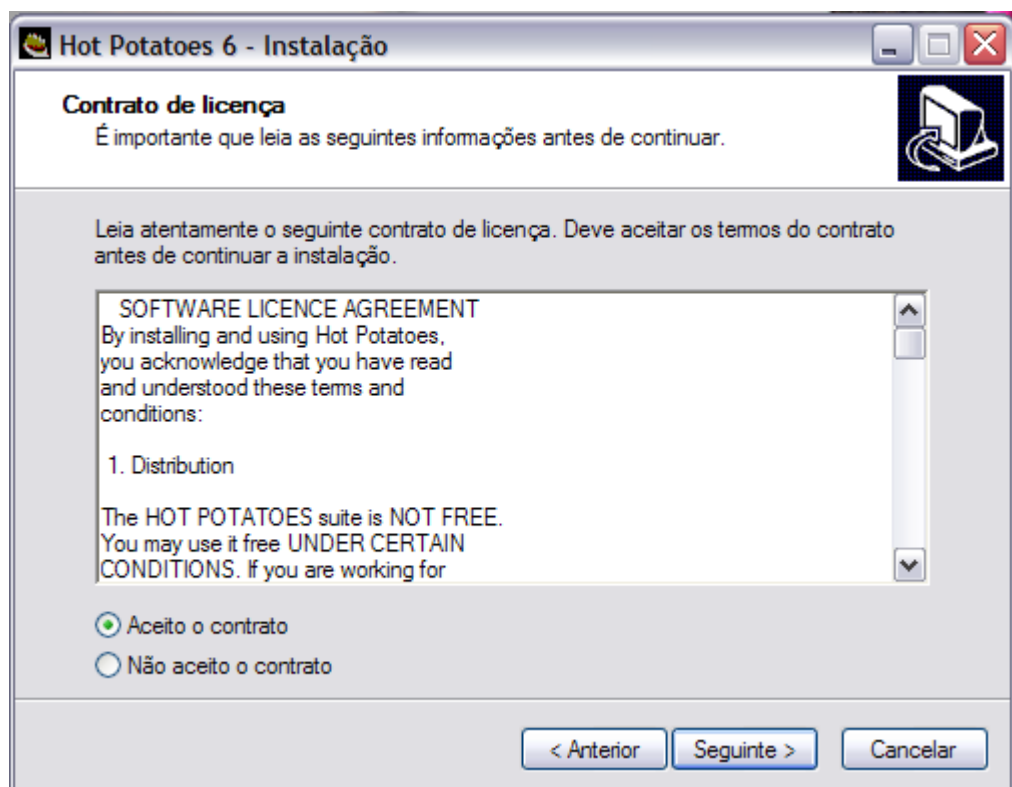 Hot Potatoes 6 - Instalação
Contrato de licença
É importante que leia as seguintes informações antes de continuar.
Leia atentamente o seguinte contrato de licença. Deve aceitar os termos do contrato
antes de continuar a instalação.
SOFTWARE LICENCE AGREEMENT
By installing and using Hot Potatoes,
you acknowledge that you have read
and understood these terms and
conditions:
1. Distribution
The HOT POTATOES suite is NOT FREE.
You may use it free UNDER CERTAIN
CONDITIONS. If you are working for
Aceito o contrato
Não aceito o contrato
< Anterior
Seguinte >
Cancelar